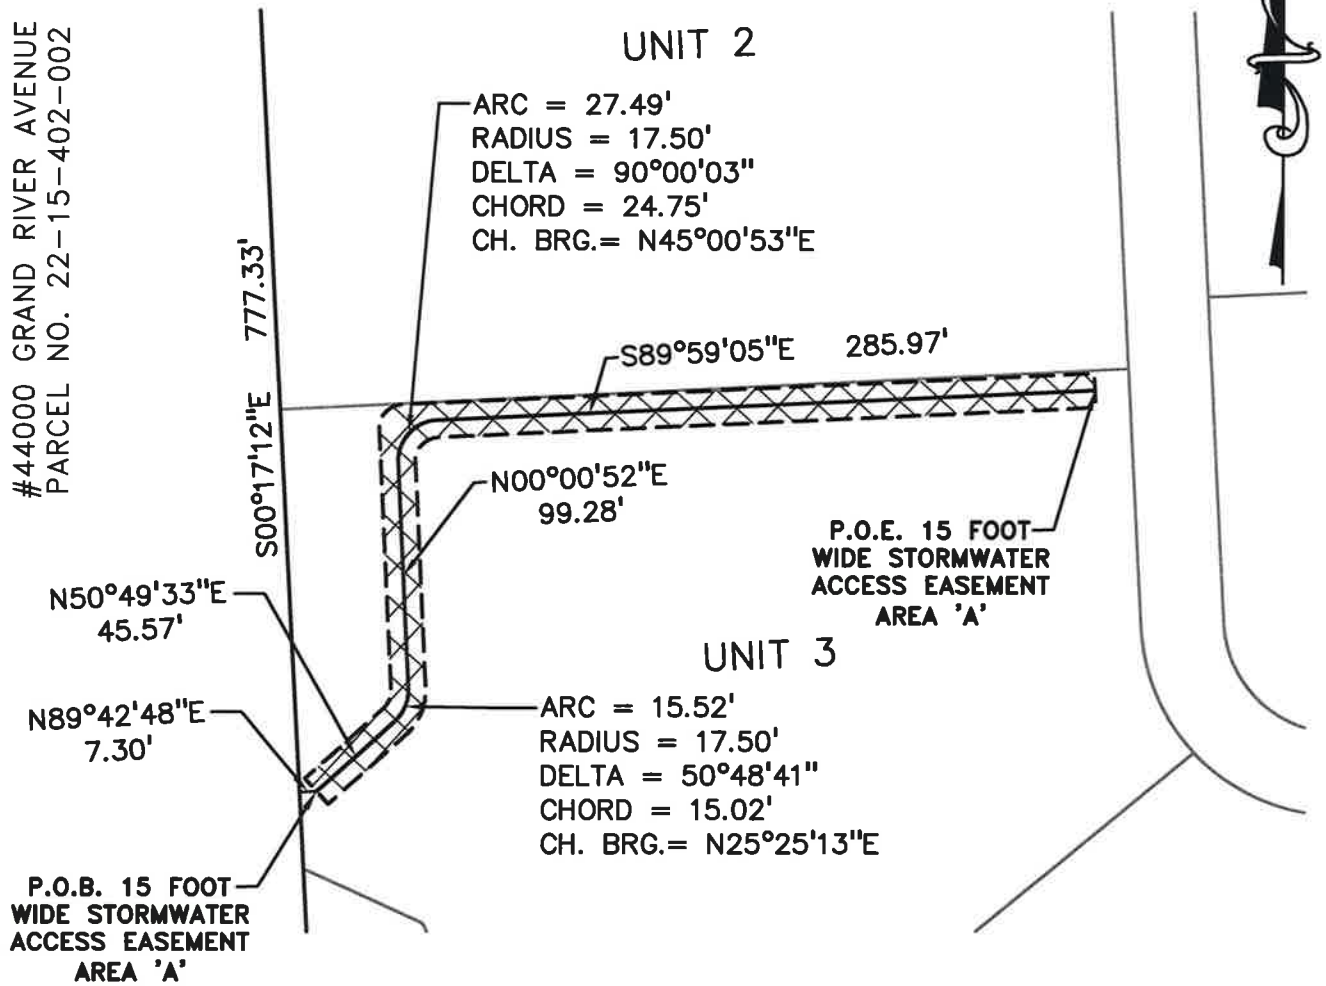 #44000 GRAND RIVER AVENUE
PARCEL NO. 22-15-402-002
UNIT 2
ARC = 27.49'
RADIUS = 17.50'
DELTA = 90°00'03"
CHORD = 24.75'
CH. BRG.= N45°00'53"E
S00°17'12"E 777.33'
S89°59'05"E 285.97'
N00°00'52"E
99.28'
P.O.E. 15 FOOT
WIDE STORMWATER
ACCESS EASEMENT
AREA 'A'
N50°49'33"E
45.57'
UNIT 3
N89°42'48"E
7.30'
ARC = 15.52'
RADIUS = 17.50'
DELTA = 50°48'41"
CHORD = 15.02'
CH. BRG.= N25°25'13"E
P.O.B. 15 FOOT
WIDE STORMWATER
ACCESS EASEMENT
AREA 'A'